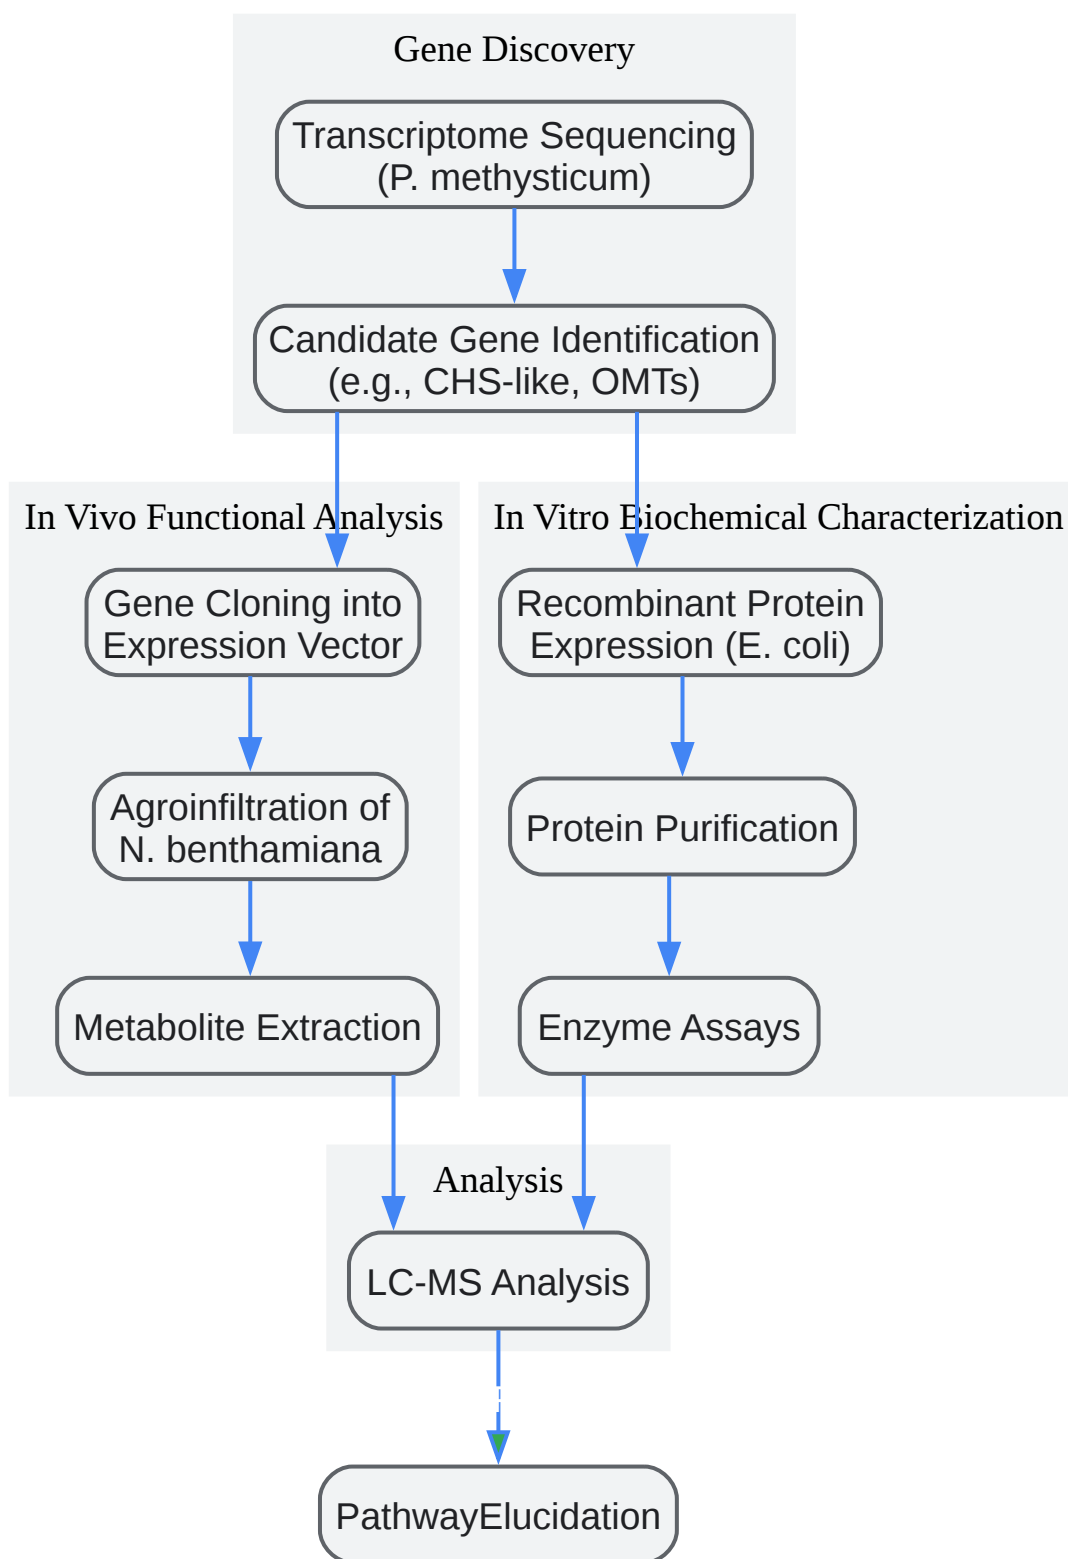 Gene Discovery
Transcriptome Sequencing
(P. methysticum)
Candidate Gene Identification
(e.g., CHS-like, OMTs)
In Vivo Functional Analysis
In Vitro Biochemical Characterization
Gene Cloning into
Expression Vector
Recombinant Protein
Expression (E. coli)
Agroinfiltration of
N. benthamiana
Protein Purification
Metabolite Extraction
Enzyme Assays
Analysis
LC-MS Analysis
PathwayElucidation